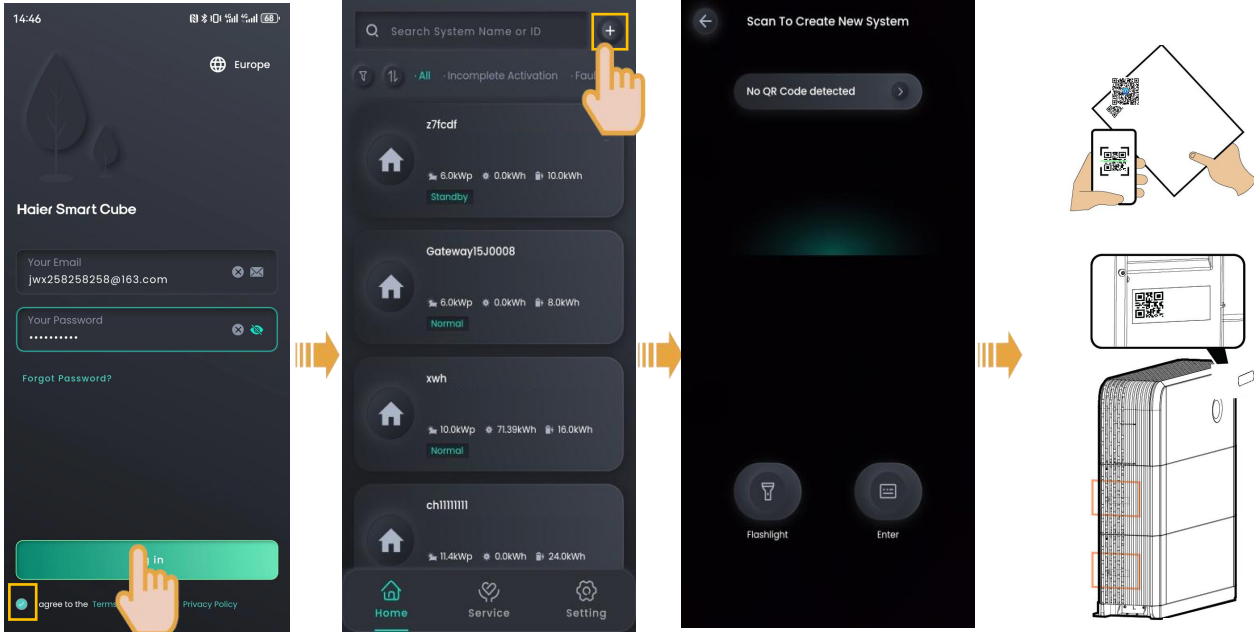 14:46
68
Europe
Haier Smart Cube
Your Email
jwx258258258@163.com
Your Password
Forgot Password?
in
agree to the Terms
Privacy Policy
Search System Name or ID
All · Incomplete Activation
z7fcdf
6.0kWp 0.0kWh 10.0kWh
Standby
Gateway15J0008
6.0kWp 0.0kWh 8.0kWh
Normal
xwh
10.0kWp 71.39kWh 16.0kWh
Normal
11.4kWp 0.0kWh 24.0kWh
Home
Service
Setting
Scan To Create New System
No QR Code detected
Flashlight
Enter